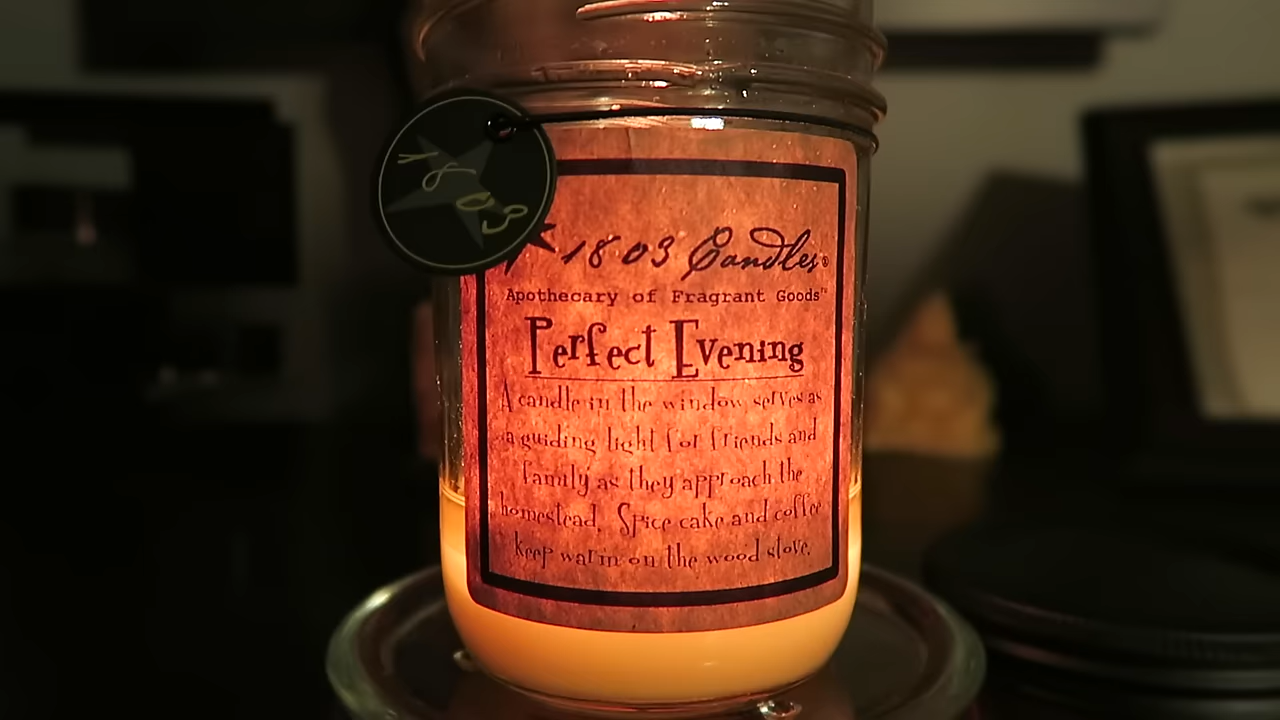 1803
1803 Candles®
Apothecary of Fragrant Goods™
Perfect Evening
A candle in the window serves as
a guiding light for friends and
family as they approach the
homestead. Spice cake and coffee
keep warm on the wood stove.